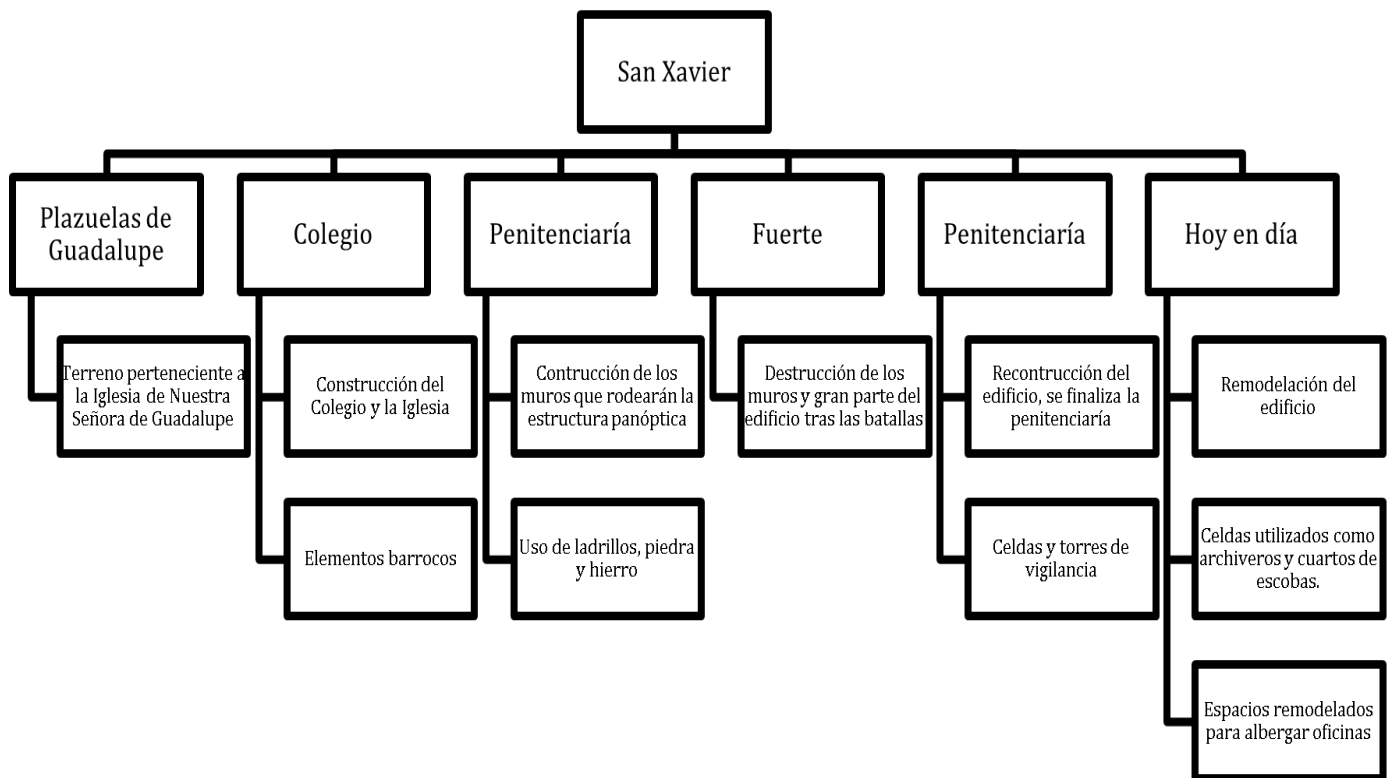 San Xavier
Plazuelas de
Guadalupe
Colegio
Penitenciaría
Fuerte
Penitenciaría
Hoy en día
Terreno perteneciente a
la Iglesia de Nuestra
Señora de Guadalupe
Construcción del
Colegio y la Iglesia
Elementos barrocos
Contrucción de los
muros que rodearán la
estructura panóptica
Uso de ladrillos, piedra
y hierro
Destrucción de los
muros y gran parte del
edificio tras las batallas
Recontrucción del
edificio, se finaliza la
penitenciaría
Celdas y torres de
vigilancia
Remodelación del
edificio
Celdas utilizados como
archiveros y cuartos de
escobas.
Espacios remodelados
para albergar oficinas